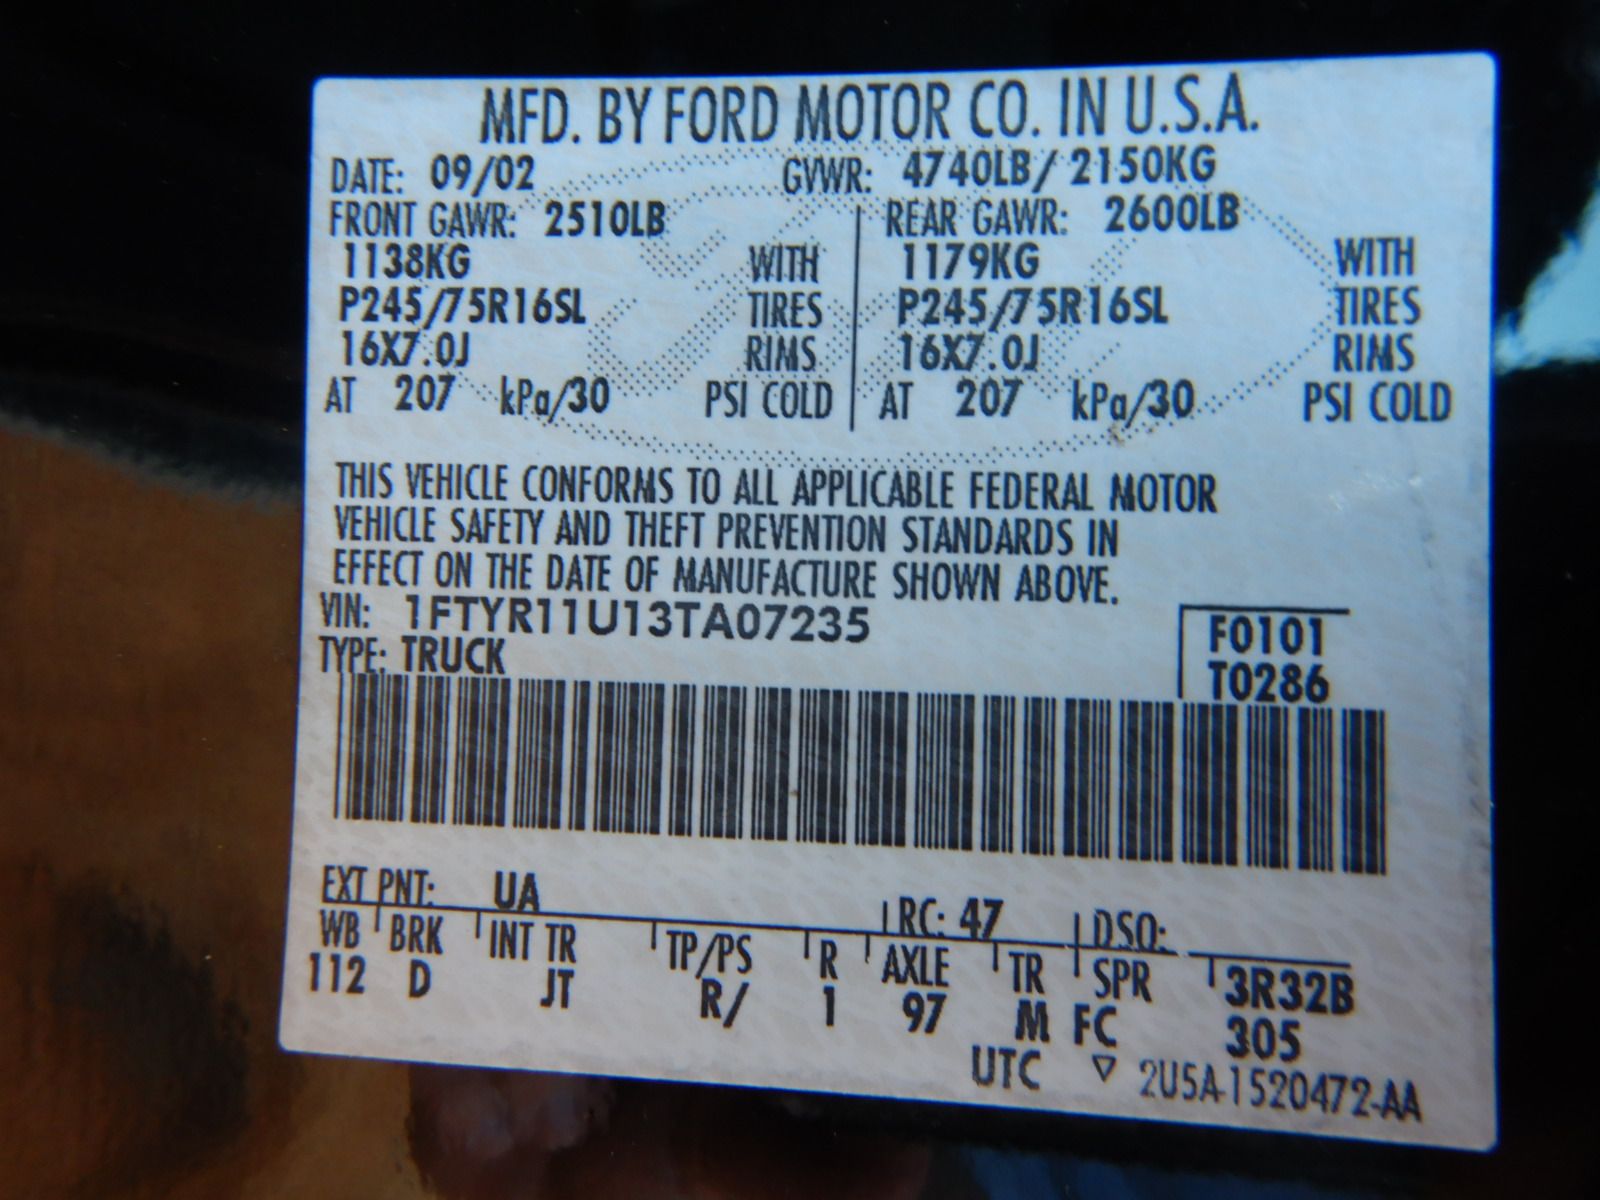 MFD. BY FORD MOTOR CO. IN U.S.A.
DATE: 09/02 GVWR: 4740LB/ 2150KG
FRONT GAWR: 2510LB REAR GAWR: 2600LB
1138KG WITH 1179KG WITH
P245/75R16SL TIRES P245/75R16SL TIRES
16X7.0J RIMS 16X7.0J RIMS
AT 207 kPa/30 PSI COLD AT 207 kPa/30 PSI COLD
THIS VEHICLE CONFORMS TO ALL APPLICABLE FEDERAL MOTOR
VEHICLE SAFETY AND THEFT PREVENTION STANDARDS IN
EFFECT ON THE DATE OF MANUFACTURE SHOWN ABOVE.
VIN: 1FTYR11U13TA07235 F0101
TYPE: TRUCK T0286
EXT PNT: UA RC: 47 DSO:
WB BRK INT TR TP/PS R AXLE TR SPR 3R32B
112 D JT R/ 1 97 M FC 305
UTC ▽ 2U5A-1520472-AA